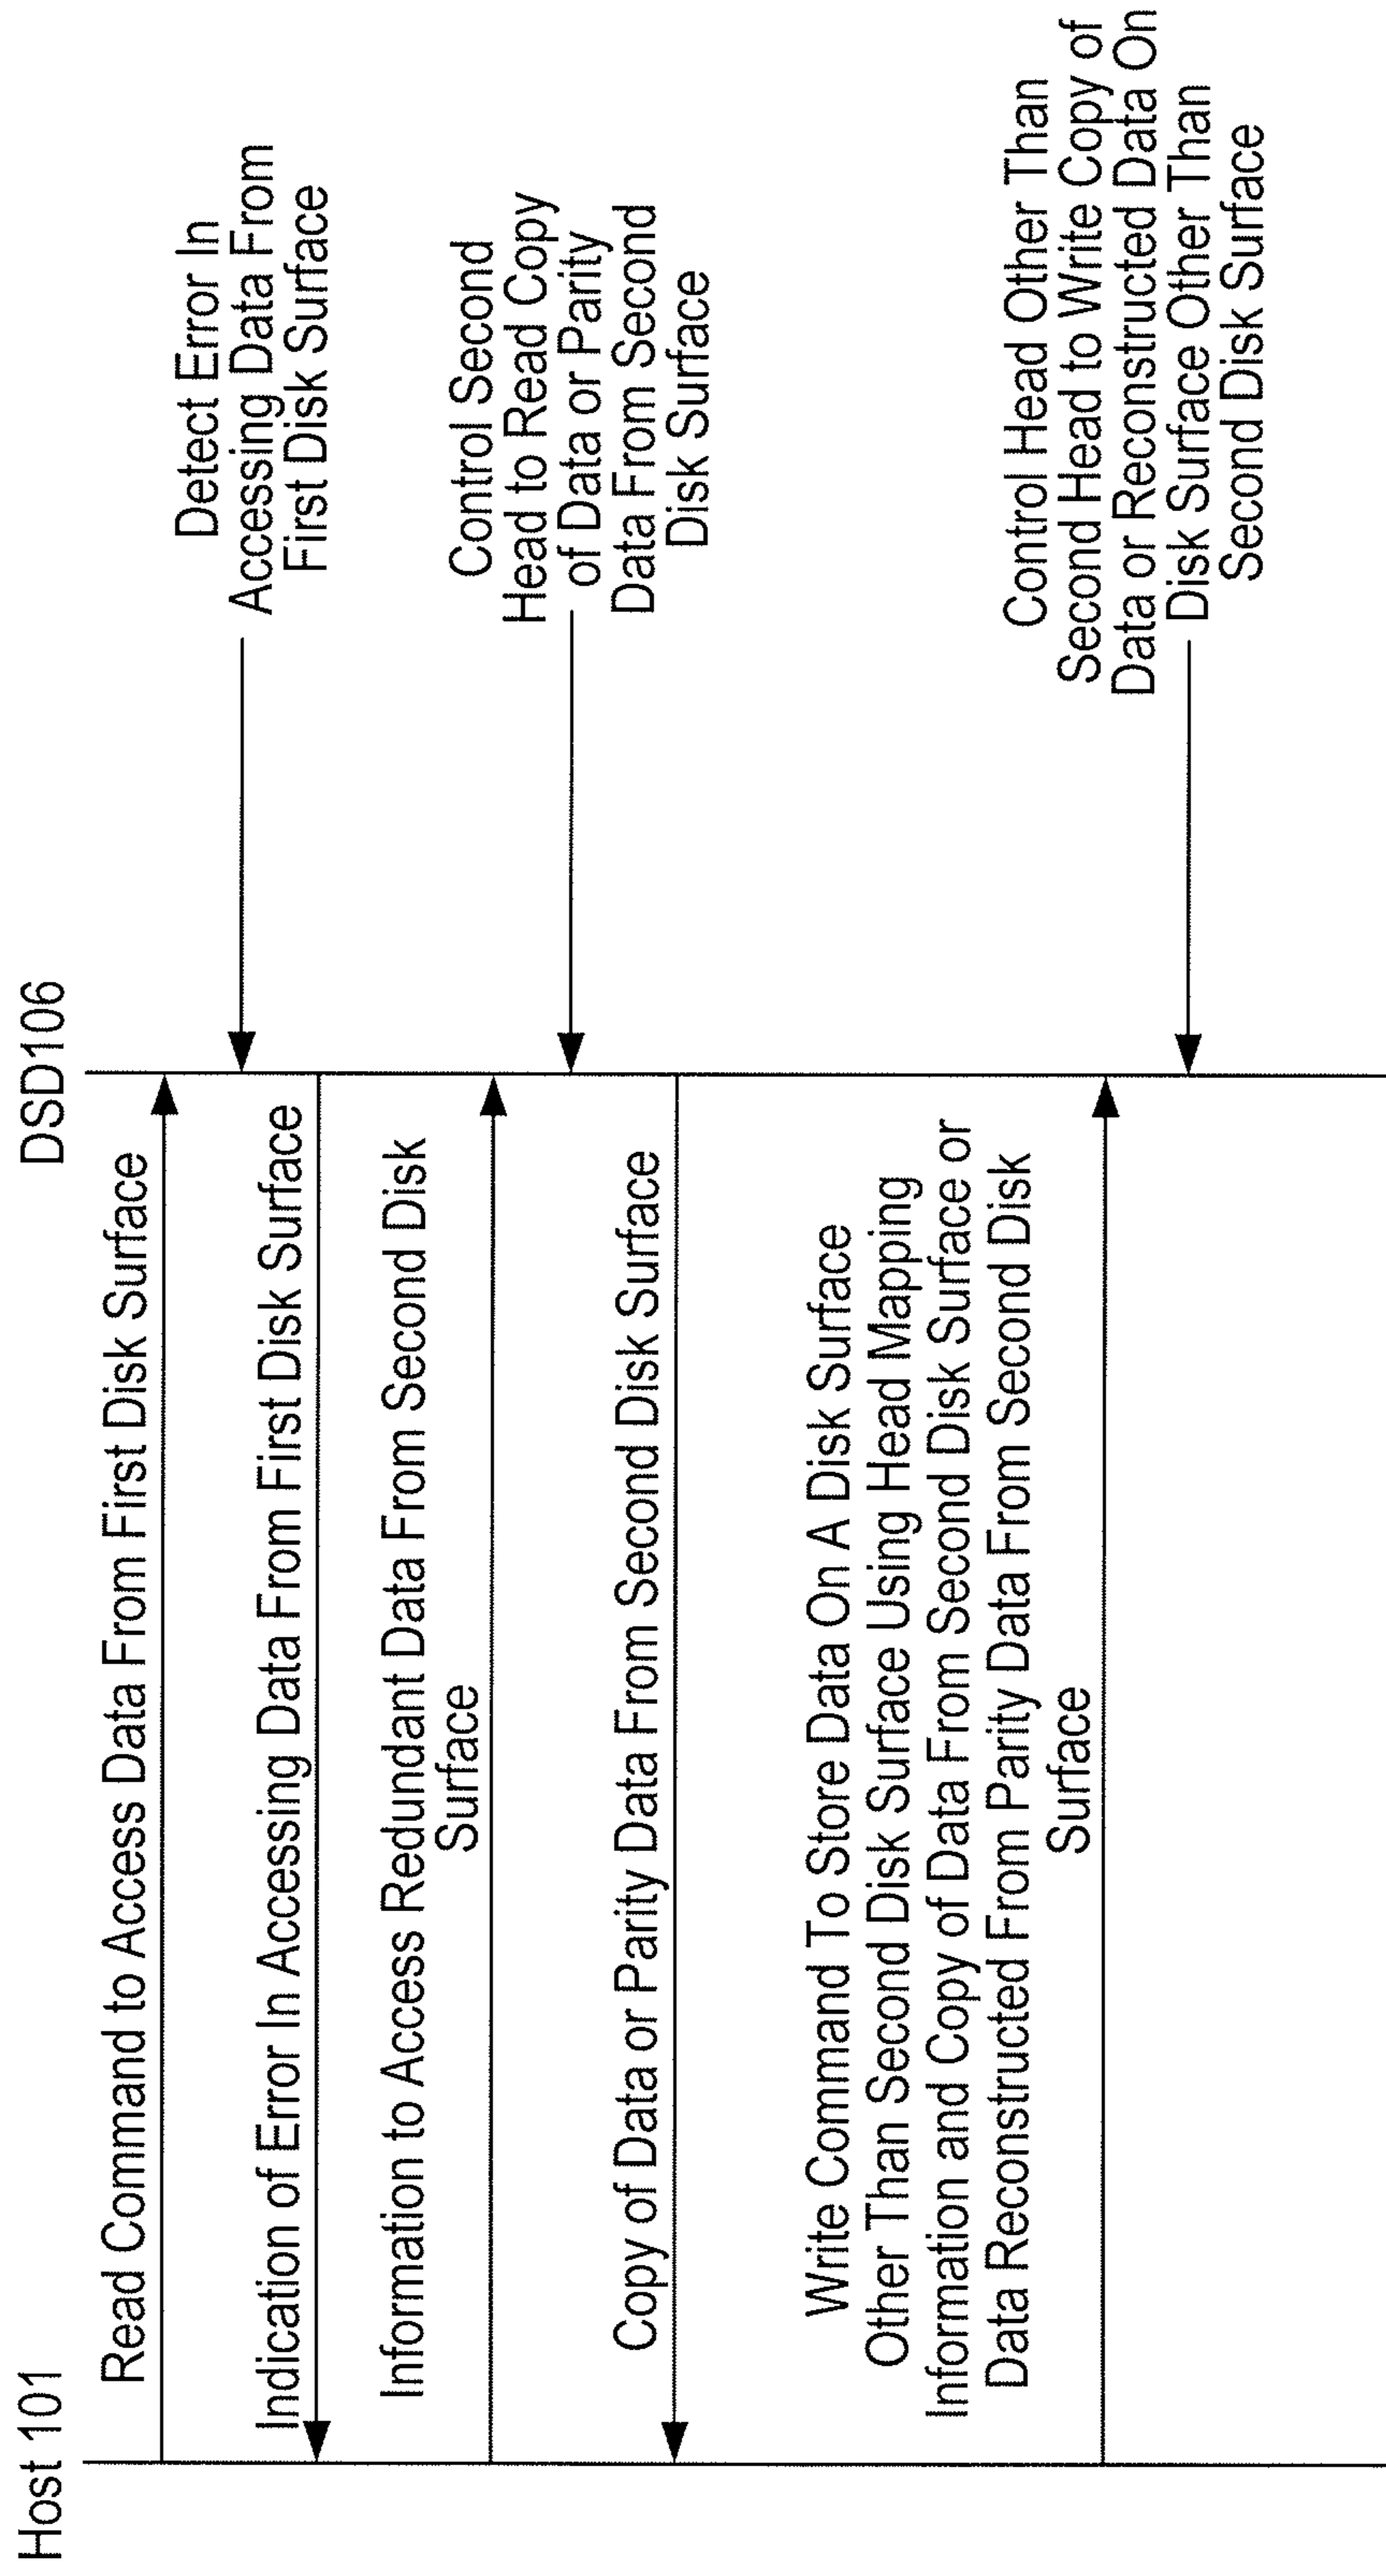 Host 101
DSD106
Read Command to Access Data From First Disk Surface
Detect Error In
Accessing Data From
First Disk Surface
Indication of Error In Accessing Data From First Disk Surface
Information to Access Redundant Data From Second Disk
Surface
Control Second
Head to Read Copy
of Data or Parity
Data From Second
Disk Surface
Copy of Data or Parity Data From Second Disk Surface
Write Command To Store Data On A Disk Surface
Other Than Second Disk Surface Using Head Mapping
Information and Copy of Data From Second Disk Surface or
Data Reconstructed From Parity Data From Second Disk
Surface
Control Head Other Than
Second Head to Write Copy of
Data or Reconstructed Data On
Disk Surface Other Than
Second Disk Surface